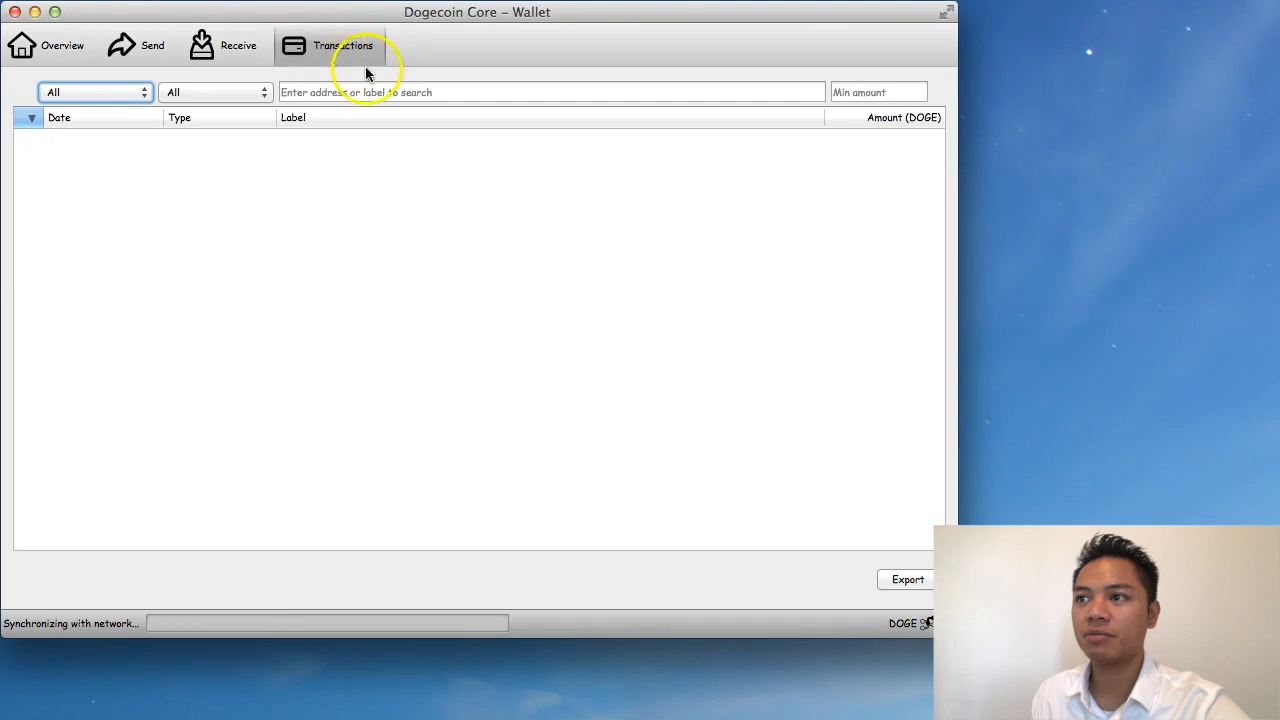 Dogecoin Core – Wallet
Overview Send Receive Transactions
All All Enter address or label to search Min amount
Date Type Label Amount (DOGE)
Export
Synchronizing with network... DOGE